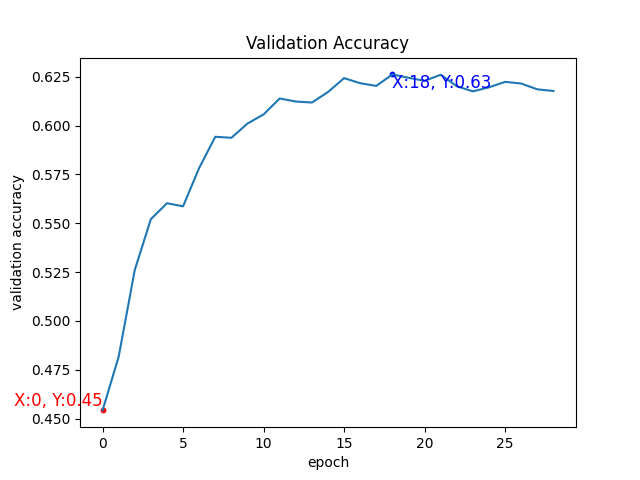 Validation Accuracy
validation accuracy
0.625
0.600
0.575
0.550
0.525
0.500
0.475
0.450
X:18, Y:0.63
X:0, Y:0.45
0 5 10 15 20 25
epoch